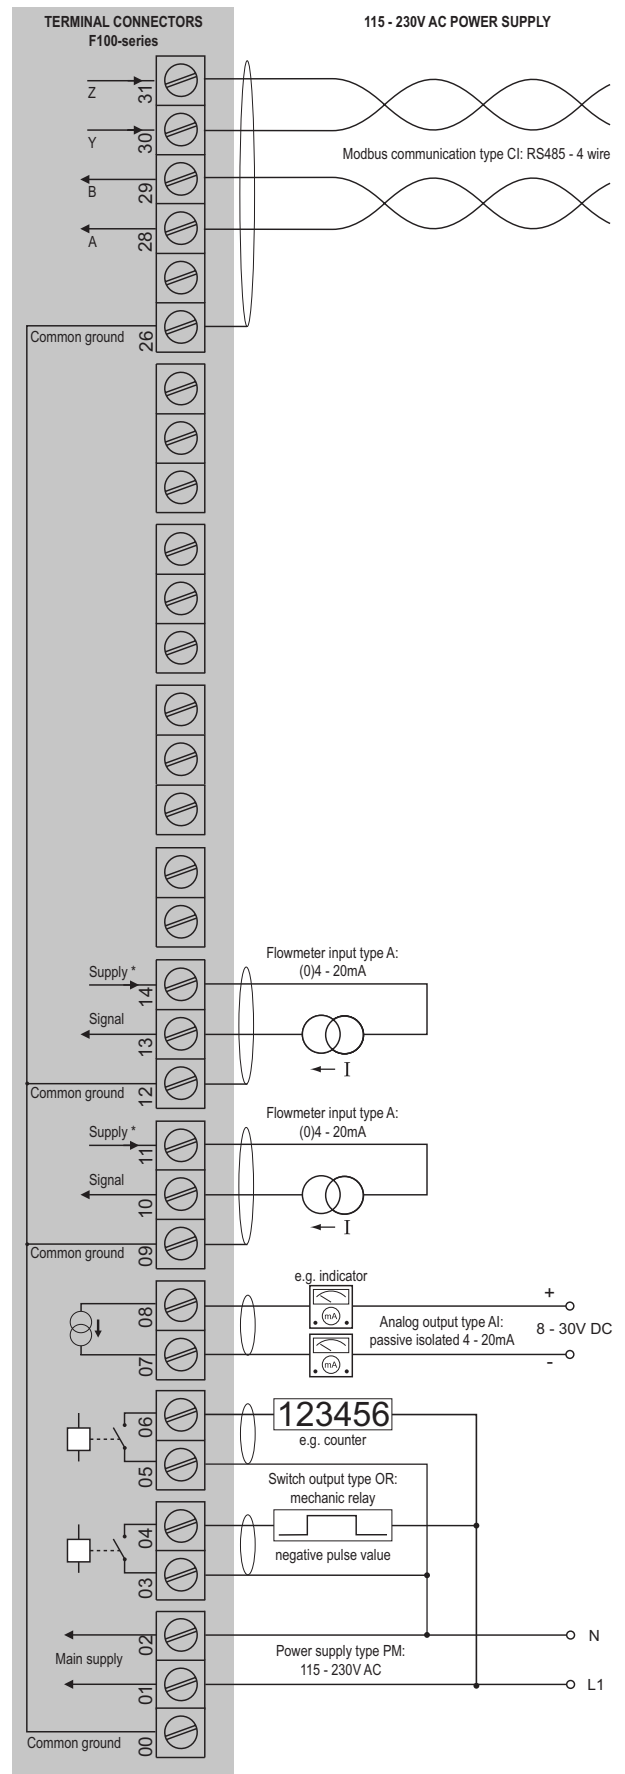 TERMINAL CONNECTORS
F100-series
115 - 230V AC POWER SUPPLY
Z
31
Y
30
Modbus communication type CI: RS485 - 4 wire
B
29
A
28
Common ground
26
Flowmeter input type A:
(0)4 - 20mA
Supply *
14
Signal
13
I
Common ground
12
Flowmeter input type A:
(0)4 - 20mA
Supply *
11
Signal
10
I
Common ground
09
e.g. indicator
08
mA
+
Analog output type AI:
passive isolated 4 - 20mA
8 - 30V DC
07
mA
-
06
123456
e.g. counter
05
Switch output type OR:
mechanic relay
04
negative pulse value
03
02
N
Main supply
Power supply type PM:
115 - 230V AC
01
L1
Common ground
00